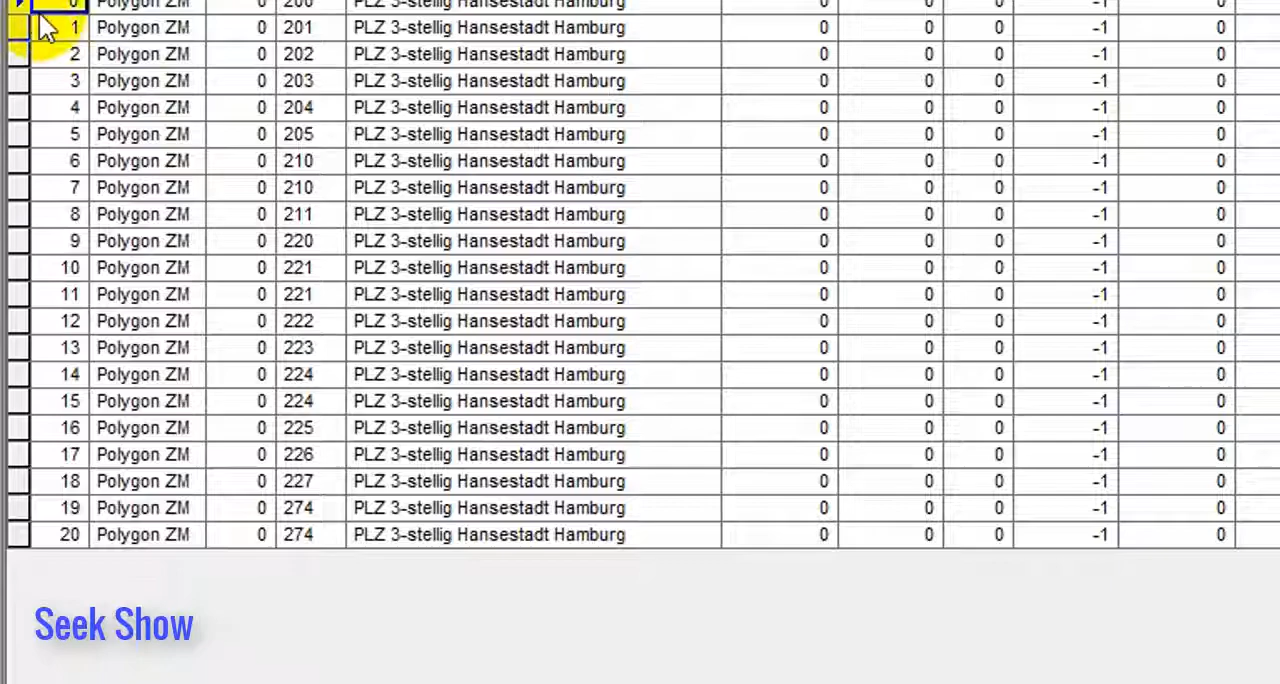 0 Polygon ZM 0 200 PLZ 3-stellig Hansestadt Hamburg 0 0 0 -1 0
1 Polygon ZM 0 201 PLZ 3-stellig Hansestadt Hamburg 0 0 0 -1 0
2 Polygon ZM 0 202 PLZ 3-stellig Hansestadt Hamburg 0 0 0 -1 0
3 Polygon ZM 0 203 PLZ 3-stellig Hansestadt Hamburg 0 0 0 -1 0
4 Polygon ZM 0 204 PLZ 3-stellig Hansestadt Hamburg 0 0 0 -1 0
5 Polygon ZM 0 205 PLZ 3-stellig Hansestadt Hamburg 0 0 0 -1 0
6 Polygon ZM 0 210 PLZ 3-stellig Hansestadt Hamburg 0 0 0 -1 0
7 Polygon ZM 0 210 PLZ 3-stellig Hansestadt Hamburg 0 0 0 -1 0
8 Polygon ZM 0 211 PLZ 3-stellig Hansestadt Hamburg 0 0 0 -1 0
9 Polygon ZM 0 220 PLZ 3-stellig Hansestadt Hamburg 0 0 0 -1 0
10 Polygon ZM 0 221 PLZ 3-stellig Hansestadt Hamburg 0 0 0 -1 0
11 Polygon ZM 0 221 PLZ 3-stellig Hansestadt Hamburg 0 0 0 -1 0
12 Polygon ZM 0 222 PLZ 3-stellig Hansestadt Hamburg 0 0 0 -1 0
13 Polygon ZM 0 223 PLZ 3-stellig Hansestadt Hamburg 0 0 0 -1 0
14 Polygon ZM 0 224 PLZ 3-stellig Hansestadt Hamburg 0 0 0 -1 0
15 Polygon ZM 0 224 PLZ 3-stellig Hansestadt Hamburg 0 0 0 -1 0
16 Polygon ZM 0 225 PLZ 3-stellig Hansestadt Hamburg 0 0 0 -1 0
17 Polygon ZM 0 226 PLZ 3-stellig Hansestadt Hamburg 0 0 0 -1 0
18 Polygon ZM 0 227 PLZ 3-stellig Hansestadt Hamburg 0 0 0 -1 0
19 Polygon ZM 0 274 PLZ 3-stellig Hansestadt Hamburg 0 0 0 -1 0
20 Polygon ZM 0 274 PLZ 3-stellig Hansestadt Hamburg 0 0 0 -1 0
Seek Show